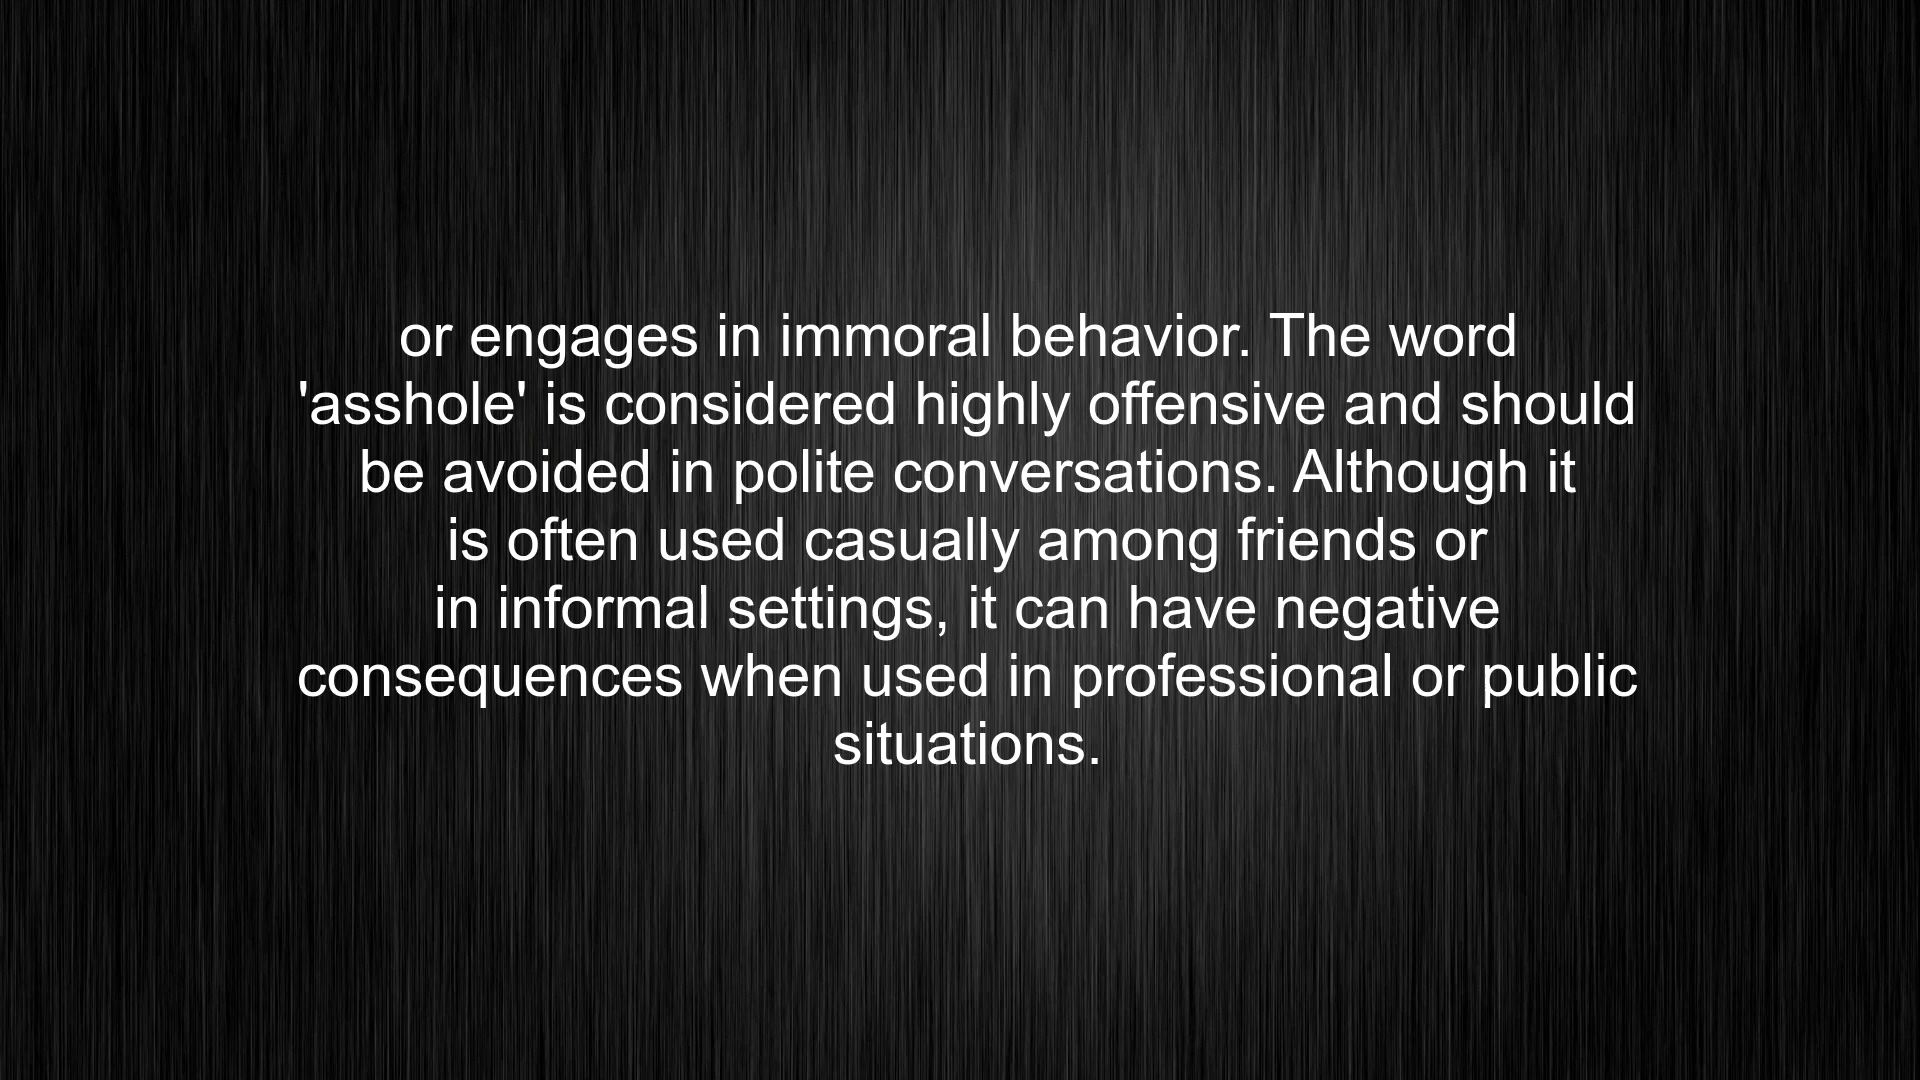 or engages in immoral behavior. The word
'asshole' is considered highly offensive and should
be avoided in polite conversations. Although it
is often used casually among friends or
in informal settings, it can have negative
consequences when used in professional or public
situations.